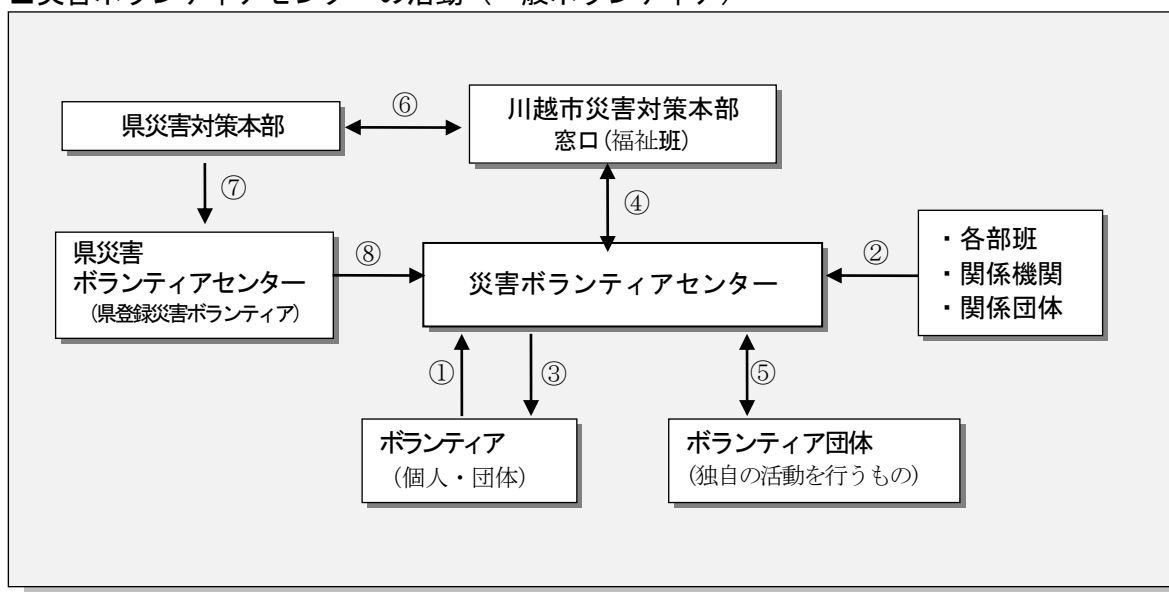 ■災害ボランティアセンターの活動（一般ボランティア）
⑥
県災害対策本部
川越市災害対策本部
窓口（福祉班）
⑦
④
県災害
ボランティアセンター
（県登録災害ボランティア）
⑧
災害ボランティアセンター
②
・各部班
・関係機関
・関係団体
①
③
⑤
ボランティア
（個人・団体）
ボランティア団体
（独自の活動を行うもの）